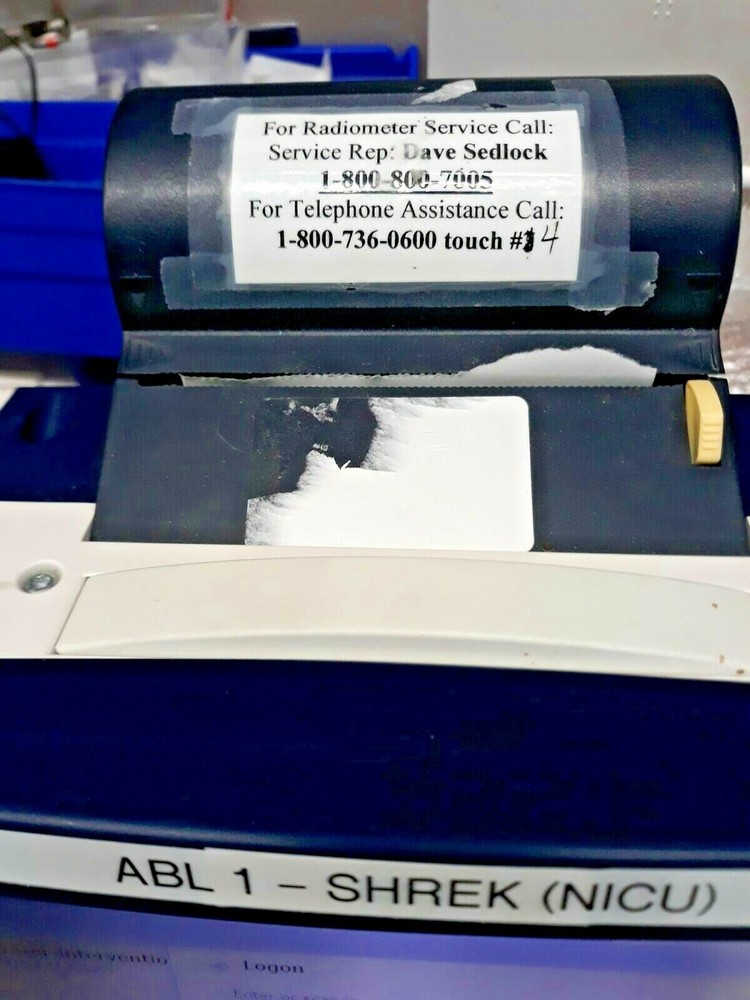 For Radiometer Service Call:
Service Rep: Dave Sedlock
1-800-800-7005
For Telephone Assistance Call:
1-800-736-0600 touch # 4
ABL 1 - SHREK (NICU)
Logon